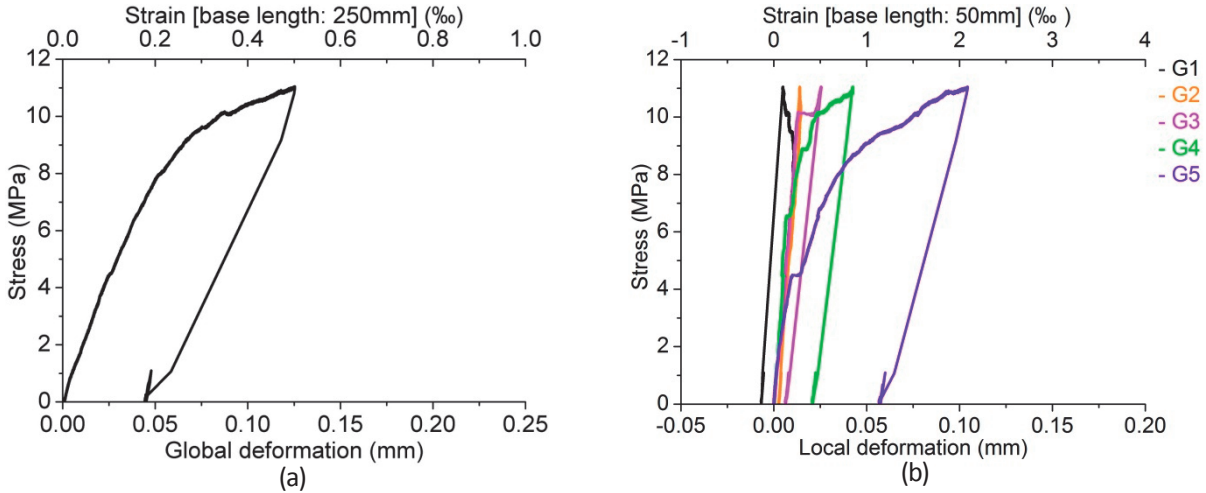 Strain [base length: 250mm] (‰)
0.0 0.2 0.4 0.6 0.8 1.0
12
10
8
6
4
2
0
Stress (MPa)
0.00 0.05 0.10 0.15 0.20 0.25
Global deformation (mm)
(a)
Strain [base length: 50mm] (‰ )
-1 0 1 2 3 4
12
10
8
6
4
2
0
Stress (MPa)
-0.05 0.00 0.05 0.10 0.15 0.20
Local deformation (mm)
(b)
- G1
- G2
- G3
- G4
- G5